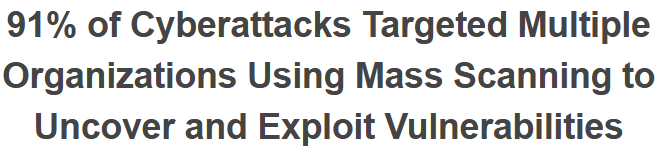 91% of Cyberattacks Targeted Multiple
Organizations Using Mass Scanning to
Uncover and Exploit Vulnerabilities